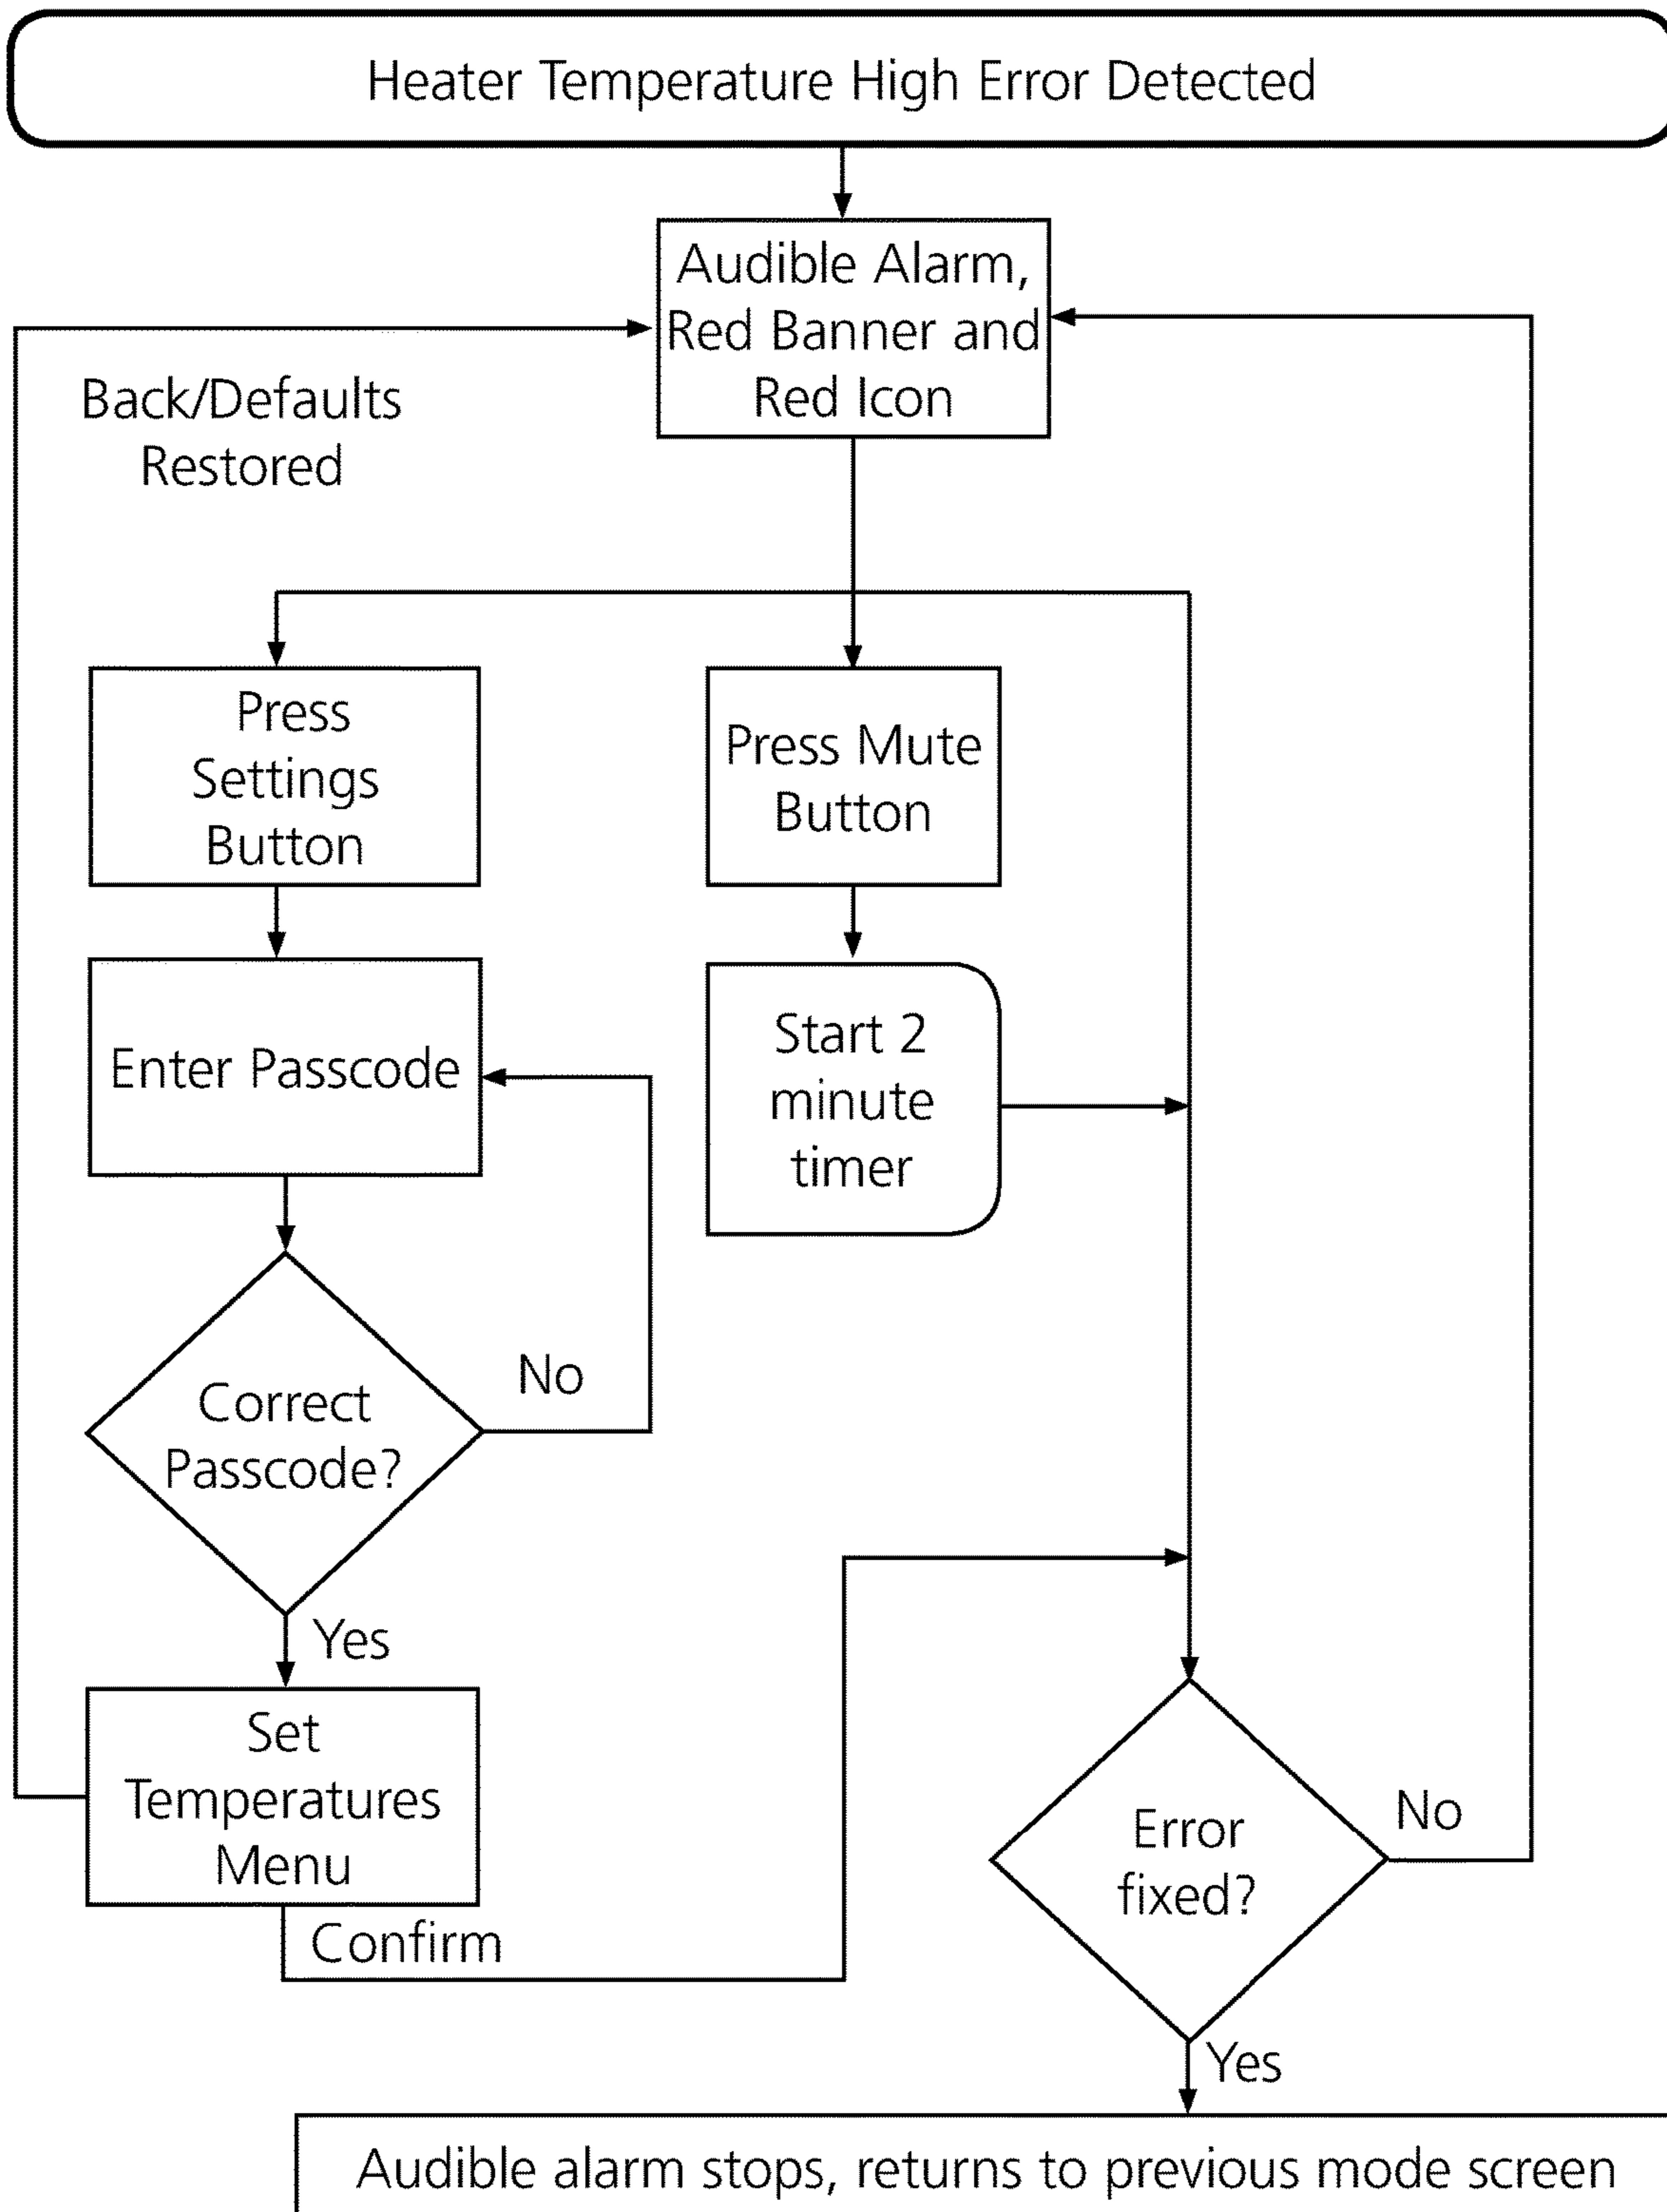 Heater Temperature High Error Detected
Audible Alarm,
Red Banner and
Red Icon
Back/Defaults
Restored
Press
Settings
Button
Press Mute
Button
Enter Passcode
Start 2
minute
timer
Correct
Passcode?
No
Yes
Set
Temperatures
Menu
Confirm
Error
fixed?
No
Yes
Audible alarm stops, returns to previous mode screen